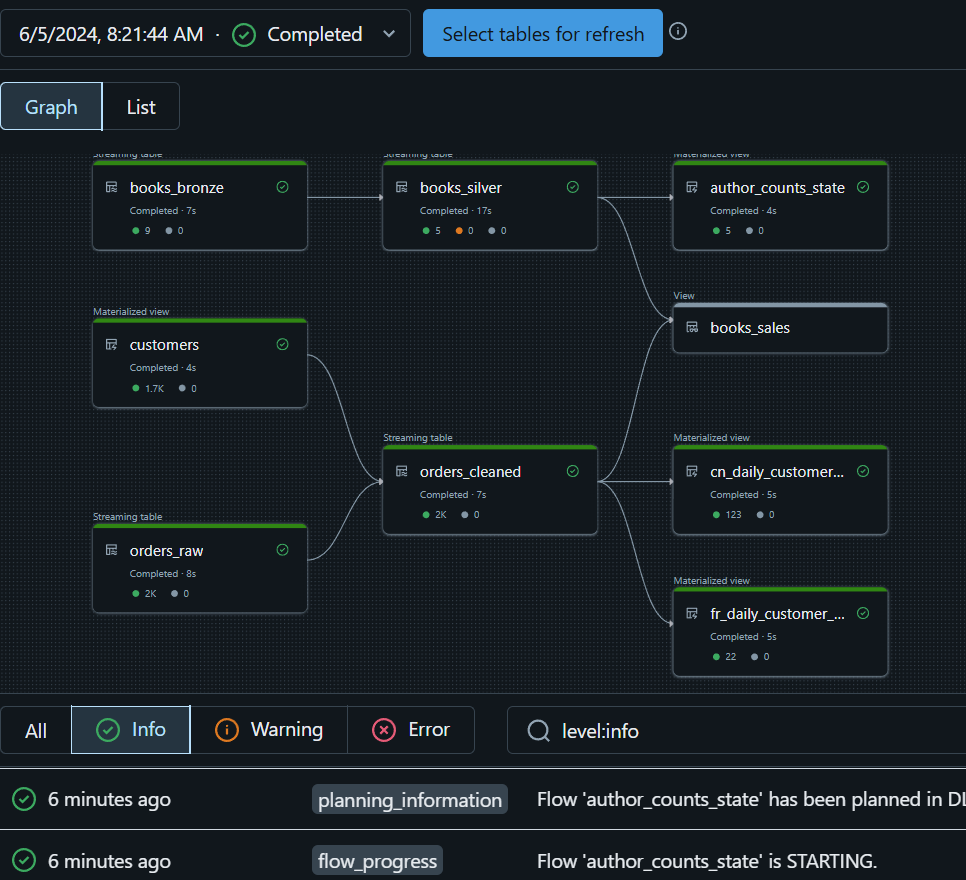 6/5/2024, 8:21:44 AM · Completed
Select tables for refresh
Graph
List
Streaming table
books_bronze
Completed · 7s
9 0
Streaming table
books_silver
Completed · 17s
5 0 0
Materialized view
author_counts_state
Completed · 4s
5 0
View
books_sales
Materialized view
customers
Completed · 4s
1.7K 0
Streaming table
orders_cleaned
Completed · 7s
2K 0
Materialized view
cn_daily_customer...
Completed · 5s
123 0
Streaming table
orders_raw
Completed · 8s
2K 0
Materialized view
fr_daily_customer_...
Completed · 5s
22 0
All
Info
Warning
Error
level:info
6 minutes ago planning_information Flow 'author_counts_state' has been planned in DL
6 minutes ago flow_progress Flow 'author_counts_state' is STARTING.